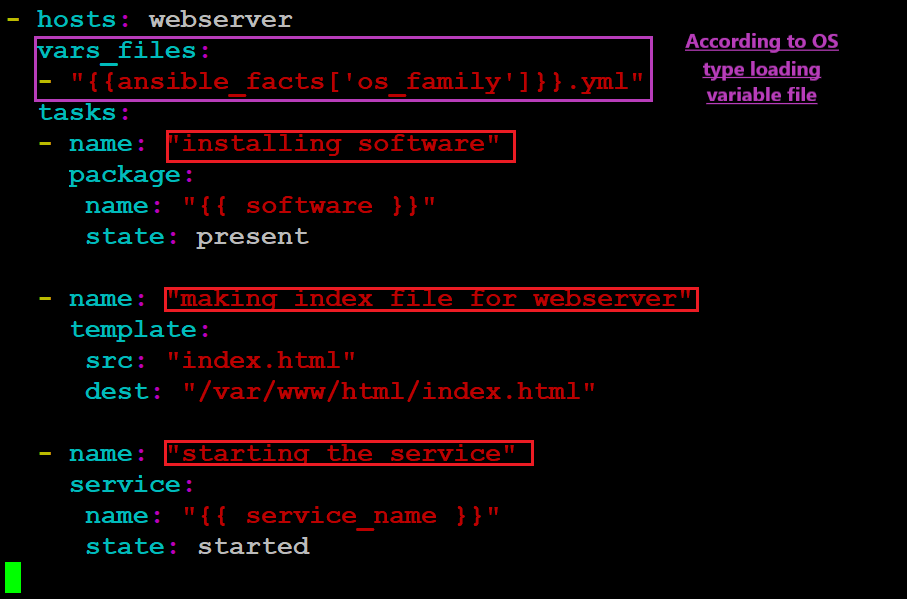 - hosts: webserver
  vars_files:
  - "{{ansible_facts['os_family']}}.yml"
According to OS
type loading
variable file
  tasks:
  - name: "installing software"
    package:
     name: "{{ software }}"
     state: present
  - name: "making index file for webserver"
    template:
     src: "index.html"
     dest: "/var/www/html/index.html"
  - name: "starting the service"
    service:
     name: "{{ service_name }}"
     state: started